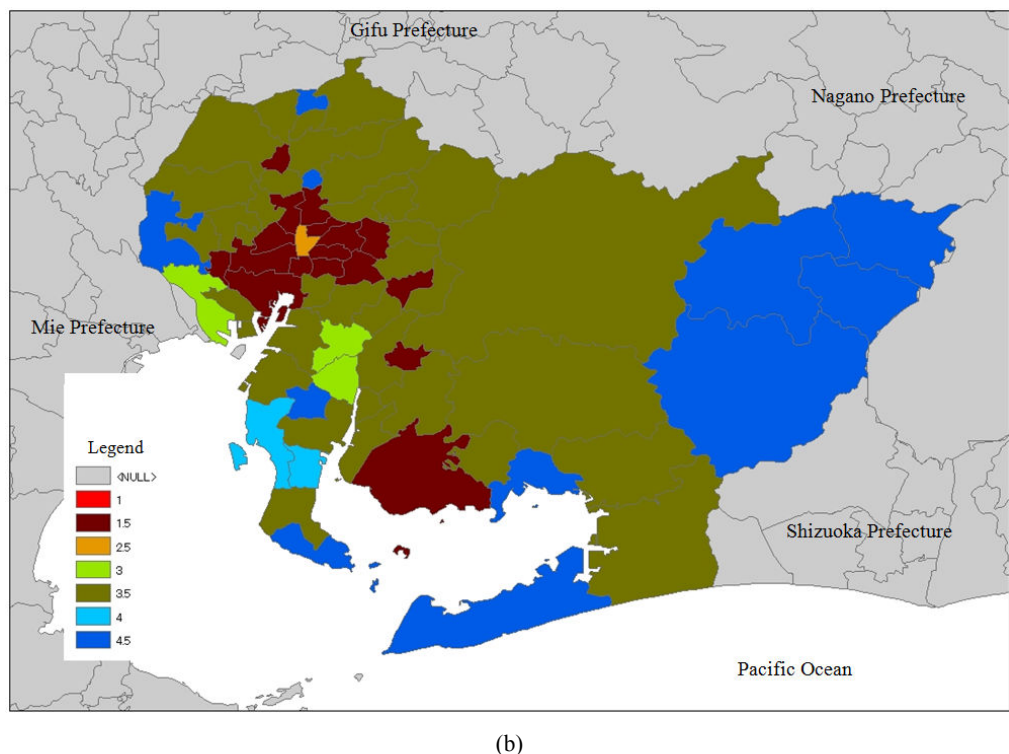 Gifu Prefecture
Nagano Prefecture
Mie Prefecture
Legend
<NULL>
1
1.5
2.5
3
3.5
4
4.5
Shizuoka Prefecture
Pacific Ocean
(b)